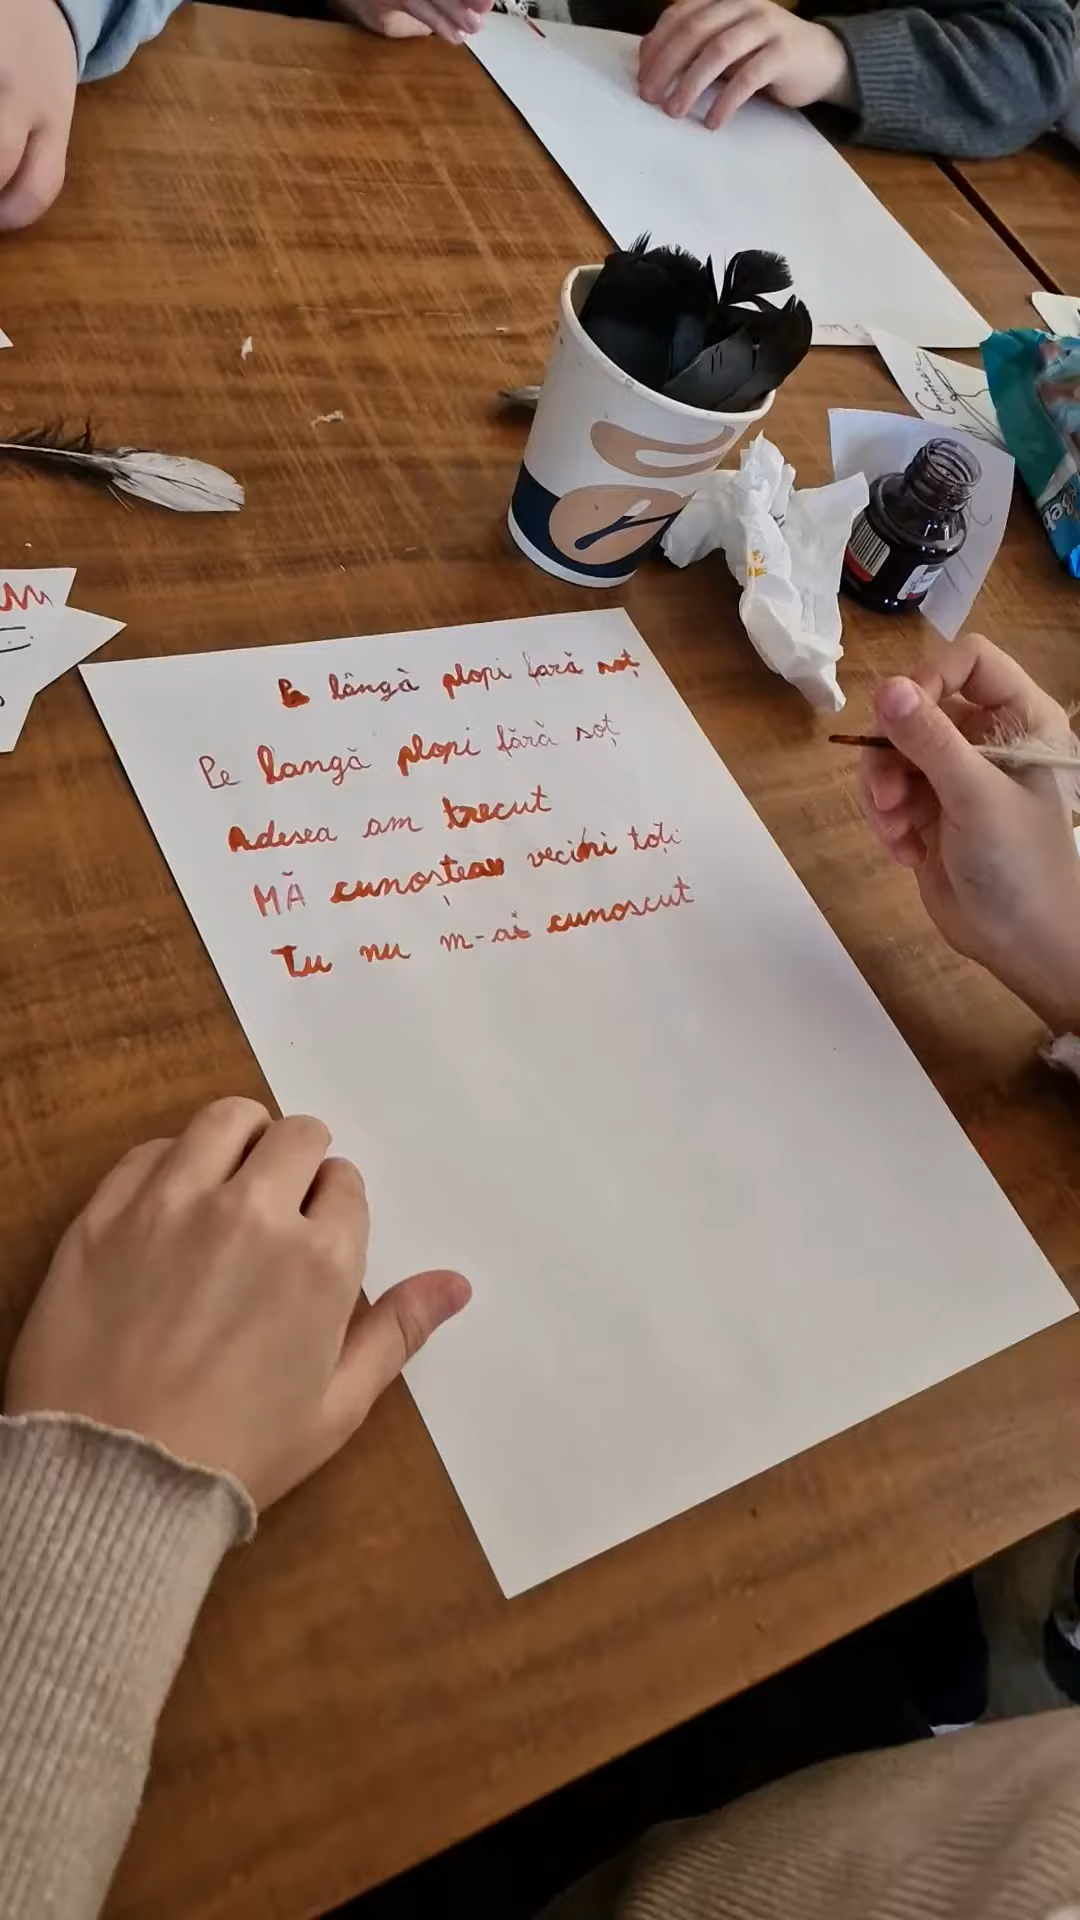 Pe lângă plopi fară soț
Pe langă plopi fără soț
Adesea am trecut
MĂ cunoșteau vecini toți
Tu nu m-ai cunoscut